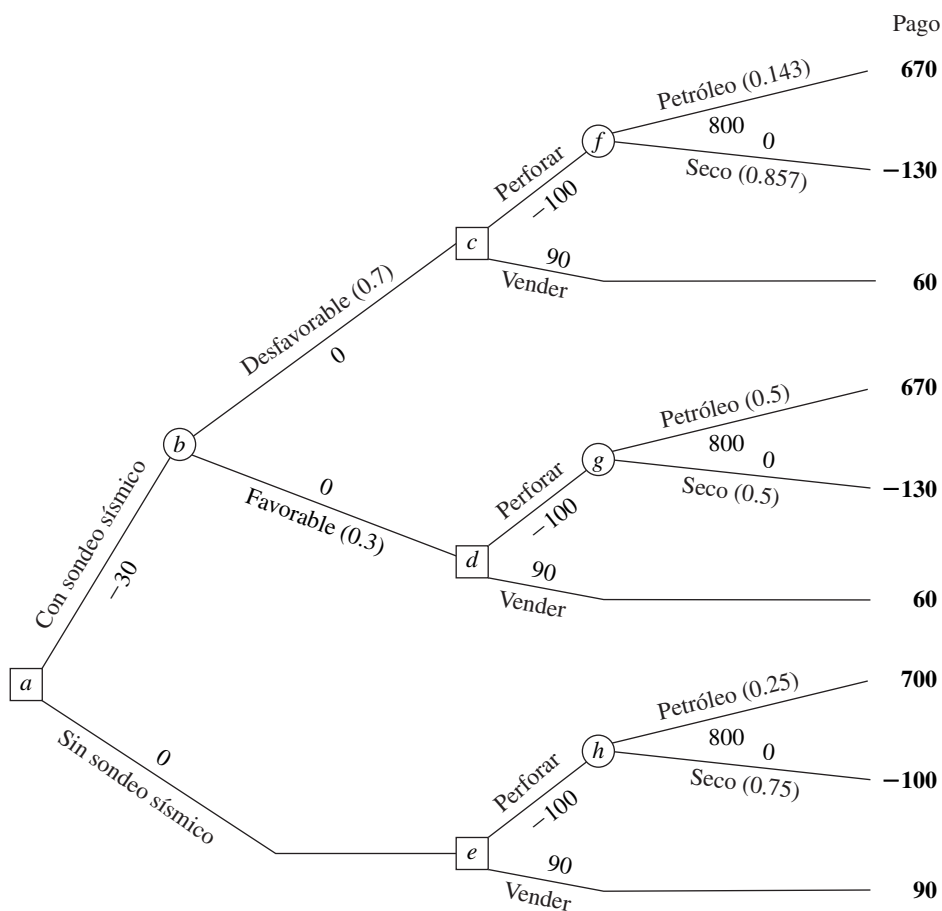 Pago
Petróleo (0.143)
670
800
0
f
Perforar
Seco (0.857)
−130
−100
c
90
Vender
60
Desfavorable (0.7)
0
Petróleo (0.5)
670
800
0
b
g
Perforar
Seco (0.5)
−130
0
Favorable (0.3)
−100
d
90
Vender
60
Con sondeo sísmico
−30
a
Petróleo (0.25)
700
800
0
h
Perforar
Seco (0.75)
−100
0
Sin sondeo sísmico
−100
e
90
Vender
90